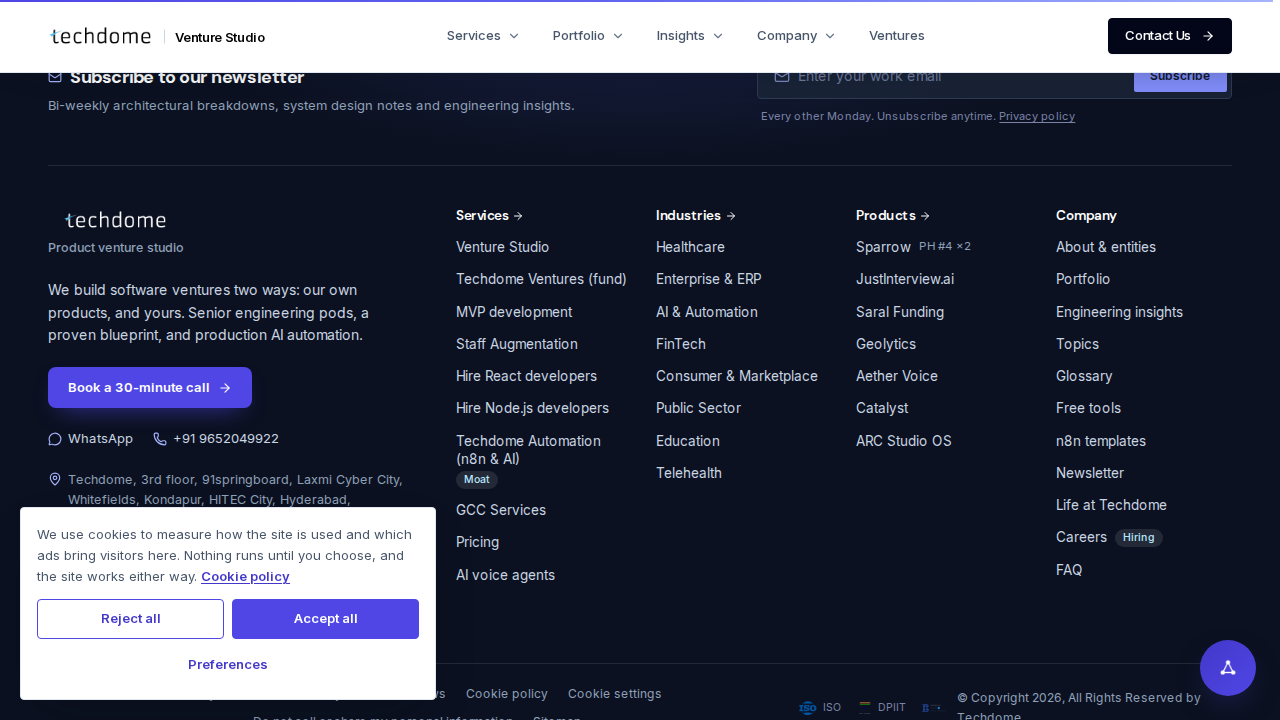 techdome
Venture Studio
Services
Portfolio
Insights
Company
Ventures
Contact Us
Subscribe to our newsletter
Bi-weekly architectural breakdowns, system design notes and engineering insights.
Enter your work email
Subscribe
Every other Monday. Unsubscribe anytime. Privacy policy
techdome
Product venture studio
We build software ventures two ways: our own
products, and yours. Senior engineering pods, a
proven blueprint, and production AI automation.
Book a 30-minute call
WhatsApp
+91 9652049922
Techdome, 3rd floor, 91springboard, Laxmi Cyber City,
Whitefields, Kondapur, HITEC City, Hyderabad,
Services
Venture Studio
Techdome Ventures (fund)
MVP development
Staff Augmentation
Hire React developers
Hire Node.js developers
Techdome Automation
(n8n & AI)
Moat
GCC Services
Pricing
AI voice agents
Industries
Healthcare
Enterprise & ERP
AI & Automation
FinTech
Consumer & Marketplace
Public Sector
Education
Telehealth
Products
Sparrow PH #4 ×2
JustInterview.ai
Saral Funding
Geolytics
Aether Voice
Catalyst
ARC Studio OS
Company
About & entities
Portfolio
Engineering insights
Topics
Glossary
Free tools
n8n templates
Newsletter
Life at Techdome
Careers Hiring
FAQ
We use cookies to measure how the site is used and which
ads bring visitors here. Nothing runs until you choose, and
the site works either way. Cookie policy
Reject all
Accept all
Preferences
Cookie policy
Cookie settings
ISO
ISO
DPIIT
© Copyright 2026, All Rights Reserved by
Techdome